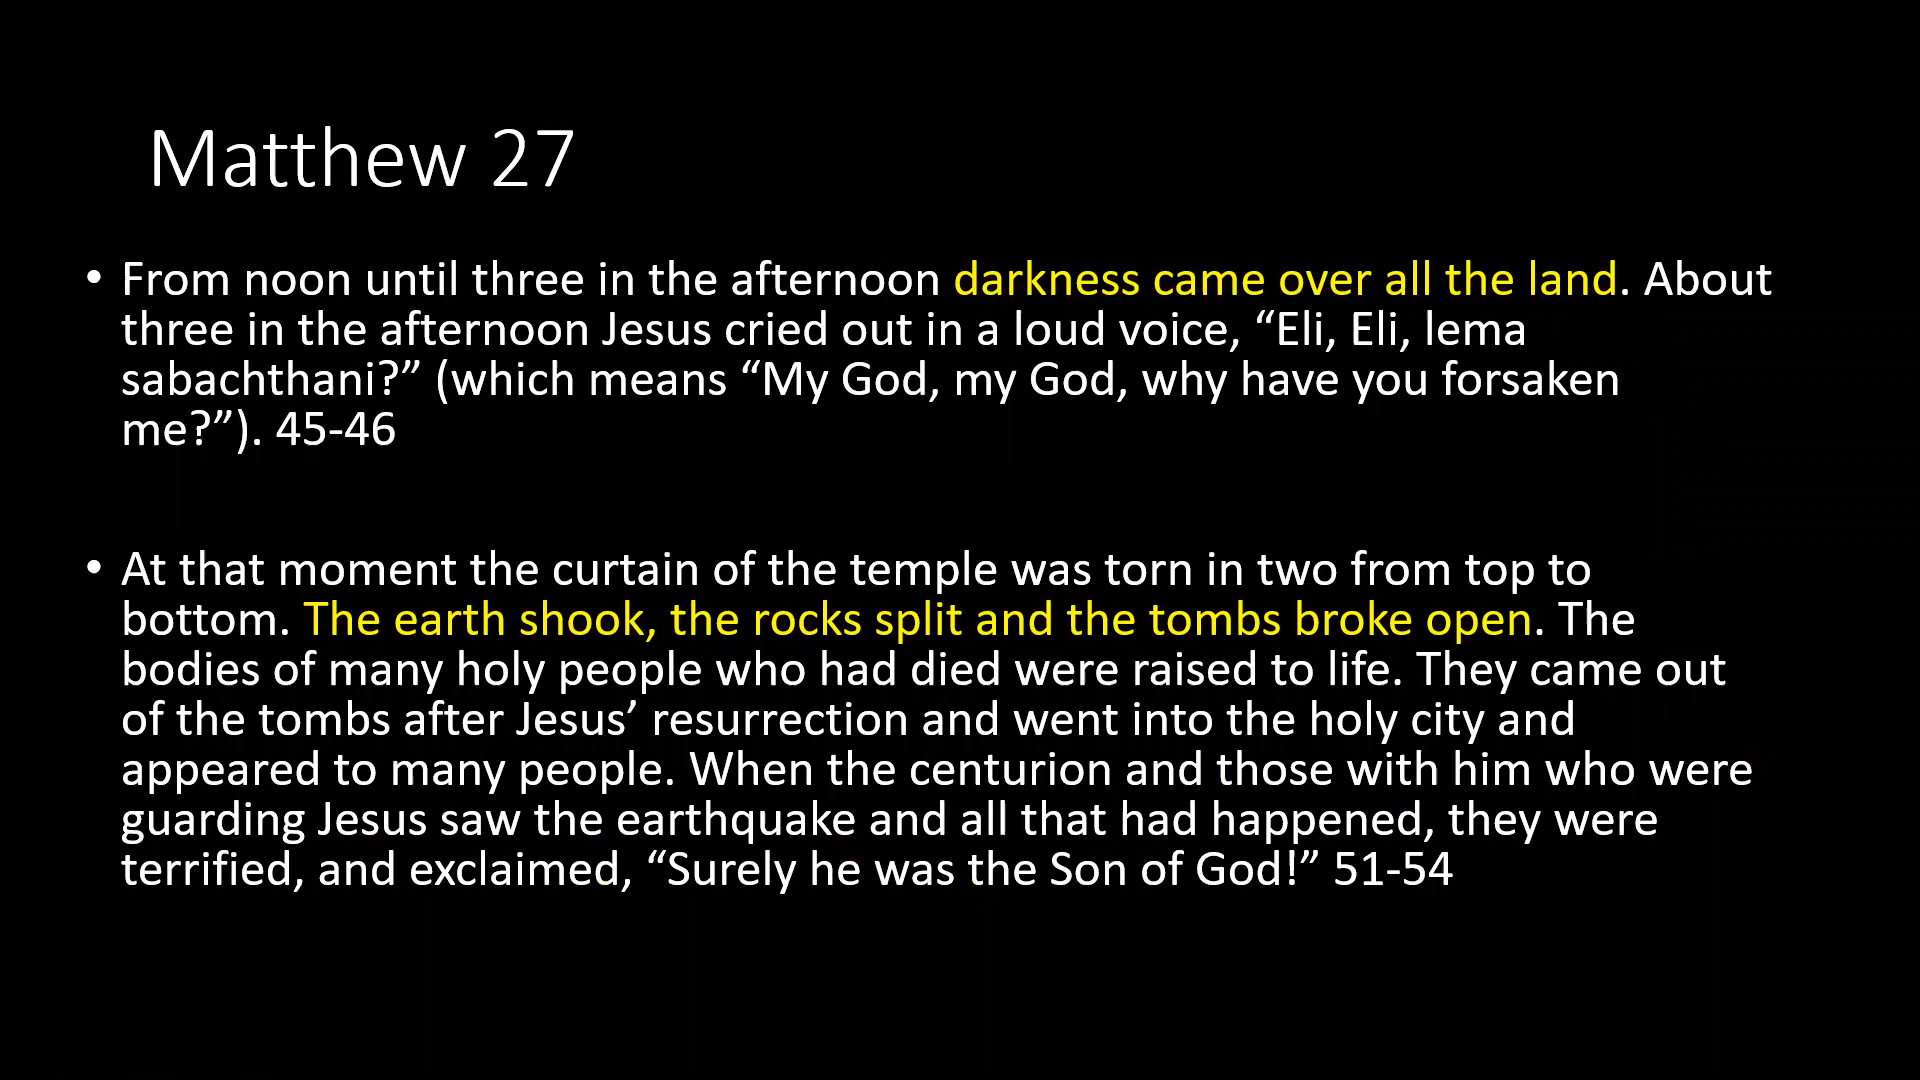 Matthew 27
• From noon until three in the afternoon darkness came over all the land. About
three in the afternoon Jesus cried out in a loud voice, “Eli, Eli, lema
sabachthani?” (which means “My God, my God, why have you forsaken
me?”). 45-46
• At that moment the curtain of the temple was torn in two from top to
bottom. The earth shook, the rocks split and the tombs broke open. The
bodies of many holy people who had died were raised to life. They came out
of the tombs after Jesus’ resurrection and went into the holy city and
appeared to many people. When the centurion and those with him who were
guarding Jesus saw the earthquake and all that had happened, they were
terrified, and exclaimed, “Surely he was the Son of God!” 51-54